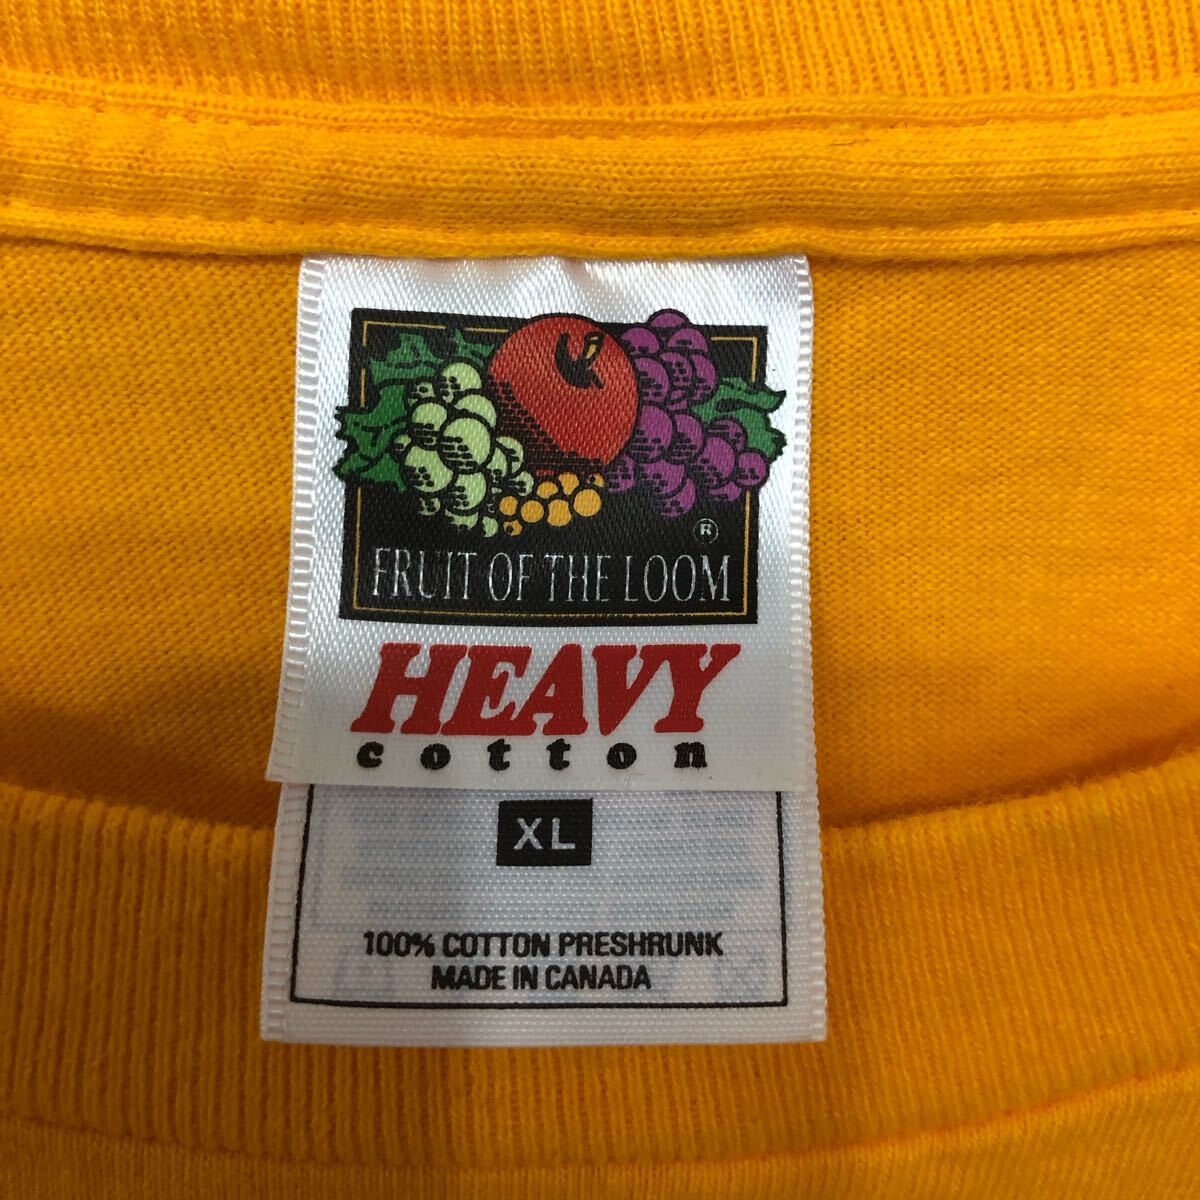 ®
FRUIT OF THE LOOM
HEAVY
cotton
XL
100% COTTON PRESHRUNK
MADE IN CANADA